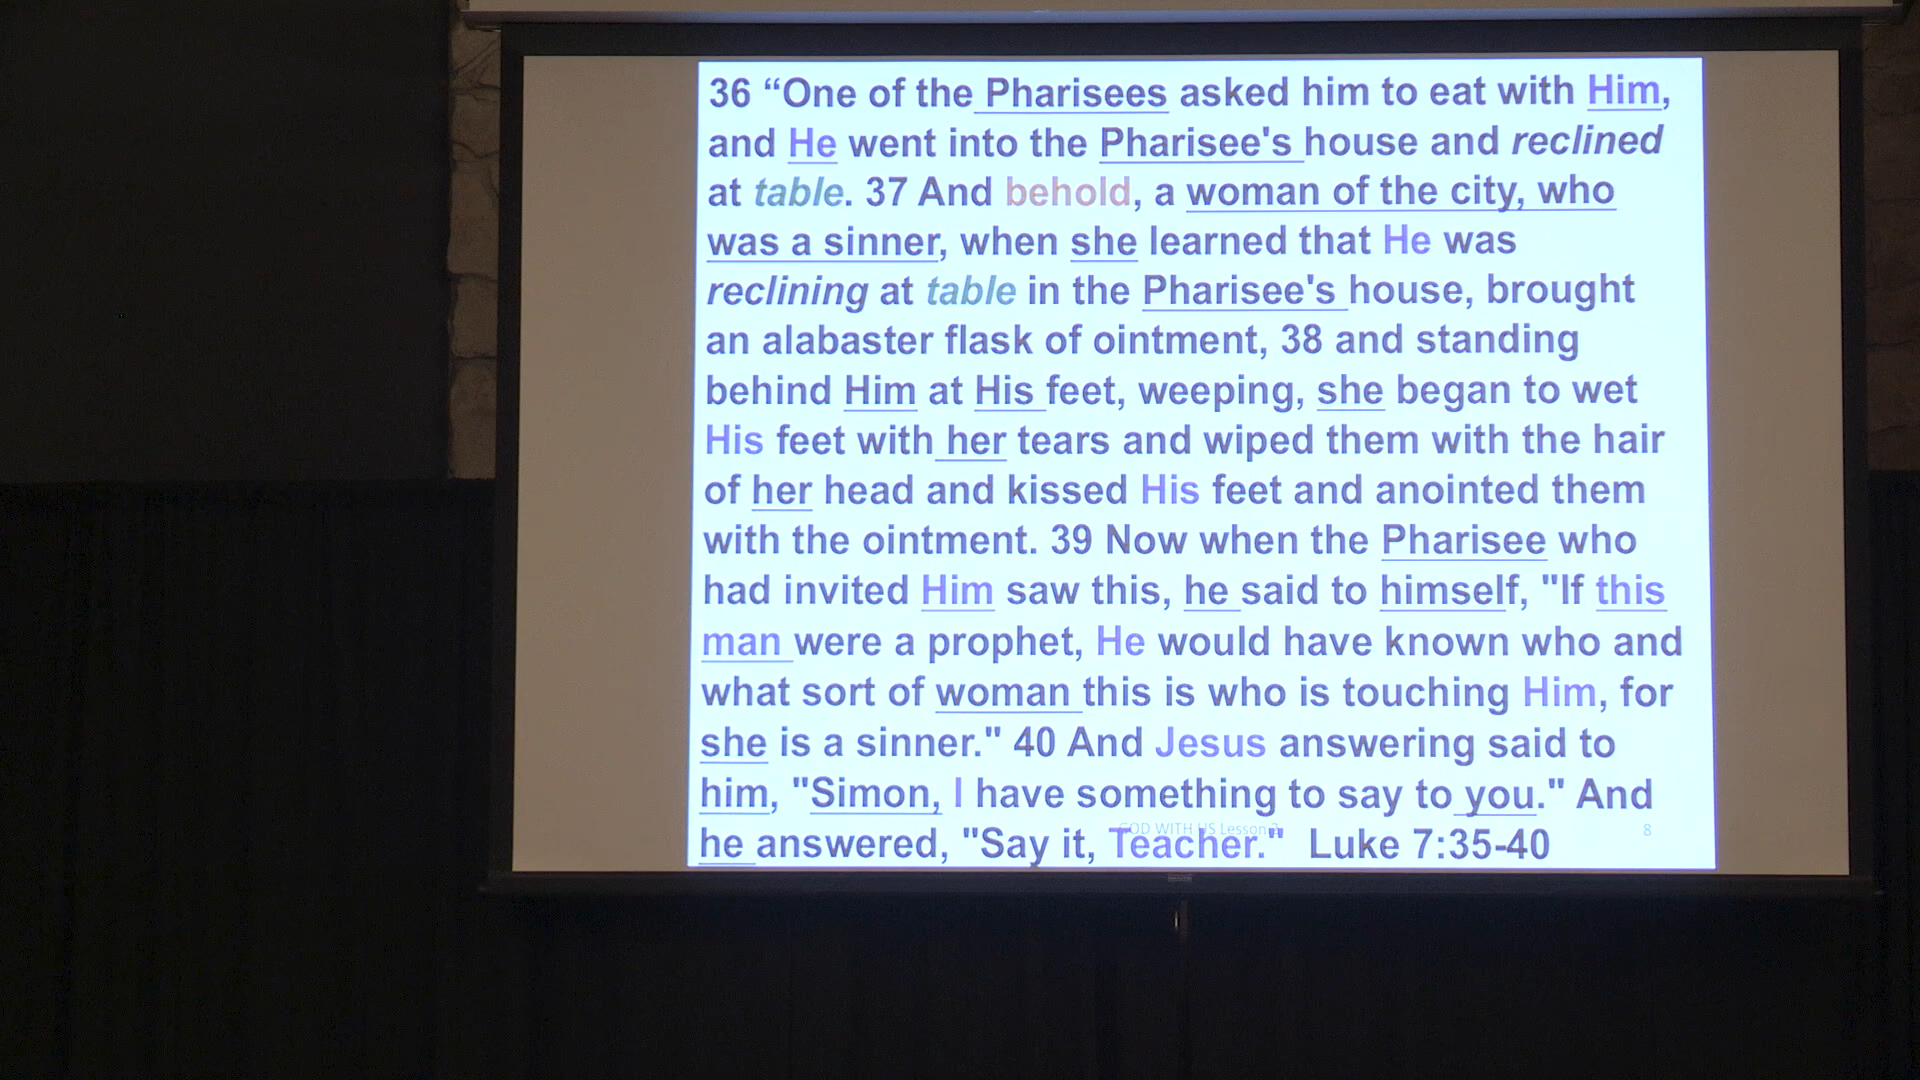 36 “One of the Pharisees asked him to eat with Him,
and He went into the Pharisee's house and reclined
at table. 37 And behold, a woman of the city, who
was a sinner, when she learned that He was
reclining at table in the Pharisee's house, brought
an alabaster flask of ointment, 38 and standing
behind Him at His feet, weeping, she began to wet
His feet with her tears and wiped them with the hair
of her head and kissed His feet and anointed them
with the ointment. 39 Now when the Pharisee who
had invited Him saw this, he said to himself, "If this
man were a prophet, He would have known who and
what sort of woman this is who is touching Him, for
she is a sinner." 40 And Jesus answering said to
him, "Simon, I have something to say to you." And
he answered, "Say it, Teacher." Luke 7:35-40
GOD WITH US Lesson
8